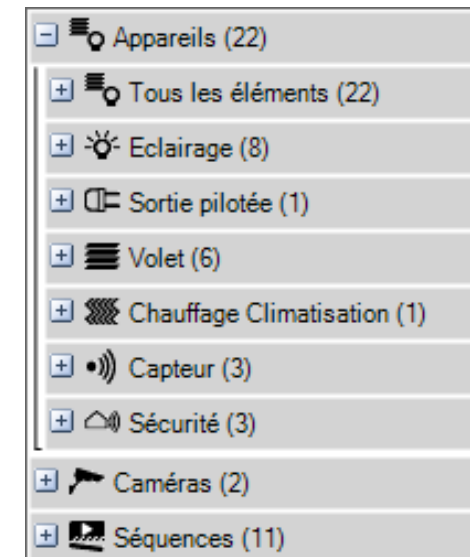 Appareils (22)
Tous les éléments (22)
Eclairage (8)
Sortie pilotée (1)
Volet (6)
Chauffage Climatisation (1)
Capteur (3)
Sécurité (3)
Caméras (2)
Séquences (11)